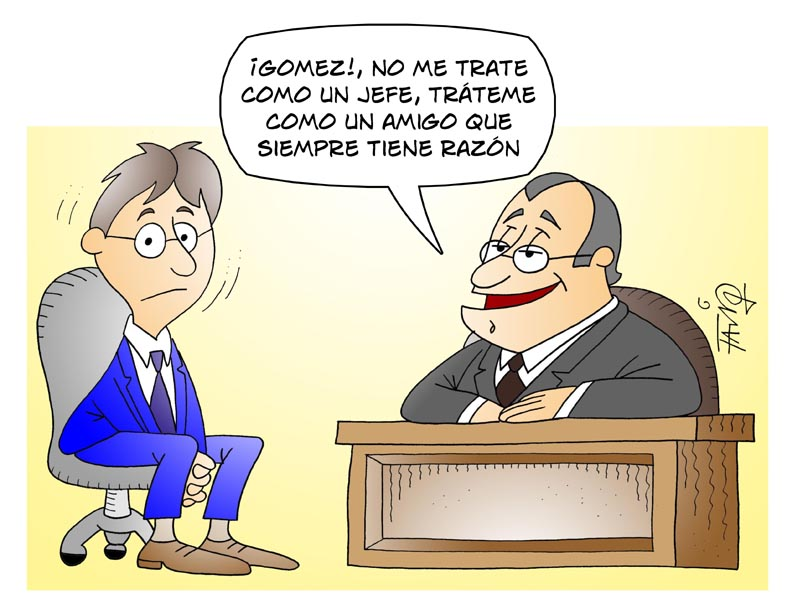 ¡GOMEZ!, NO ME TRATE
COMO UN JEFE, TRÁTEME
COMO UN AMIGO QUE
SIEMPRE TIENE RAZÓN